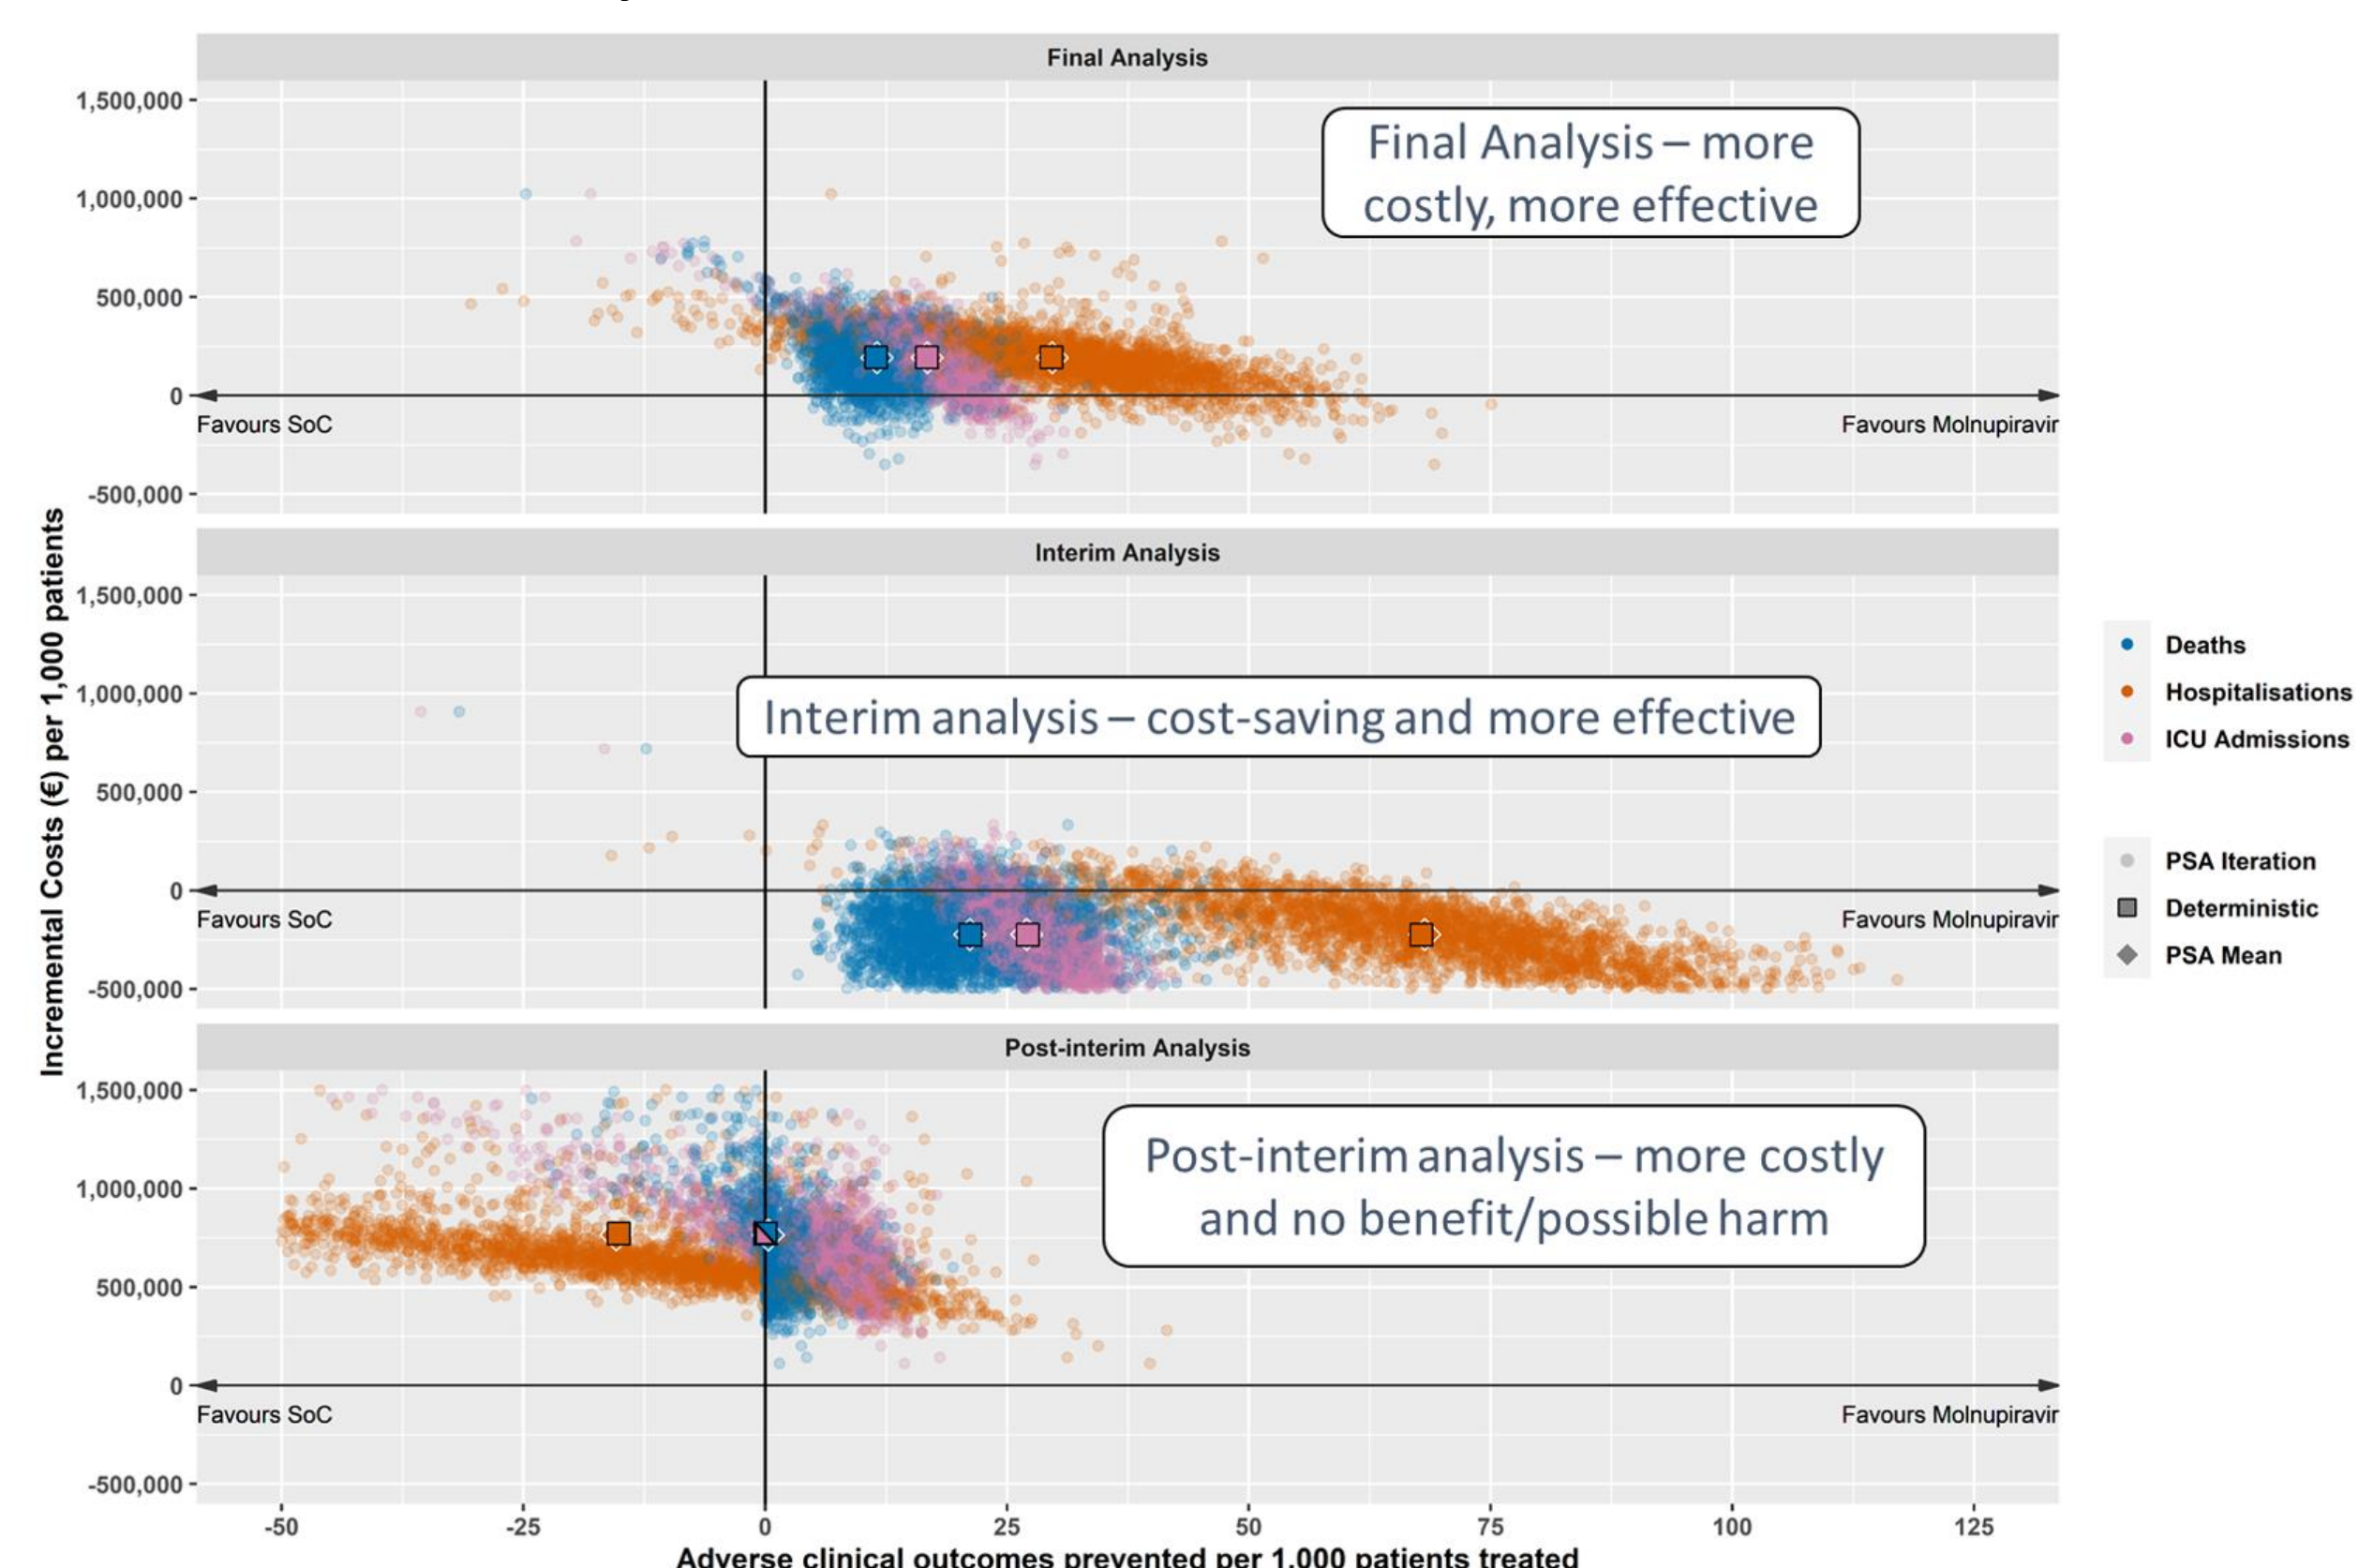 Final Analysis
1,500,000
1,000,000
500,000
0
-500,000
Final Analysis – more
costly, more effective
Favours SoC
Favours Molnupiravir
Interim Analysis
1,500,000
1,000,000
500,000
0
-500,000
Interim analysis – cost-saving and more effective
Favours SoC
Favours Molnupiravir
Post-interim Analysis
1,500,000
1,000,000
500,000
0
-500,000
Post-interim analysis – more costly
and no benefit/possible harm
Favours SoC
Favours Molnupiravir
-50
-25
0
25
50
75
100
125
Adverse clinical outcomes prevented per 1,000 patients treated
Incremental Costs (€) per 1,000 patients
Deaths
Hospitalisations
ICU Admissions
PSA Iteration
Deterministic
PSA Mean